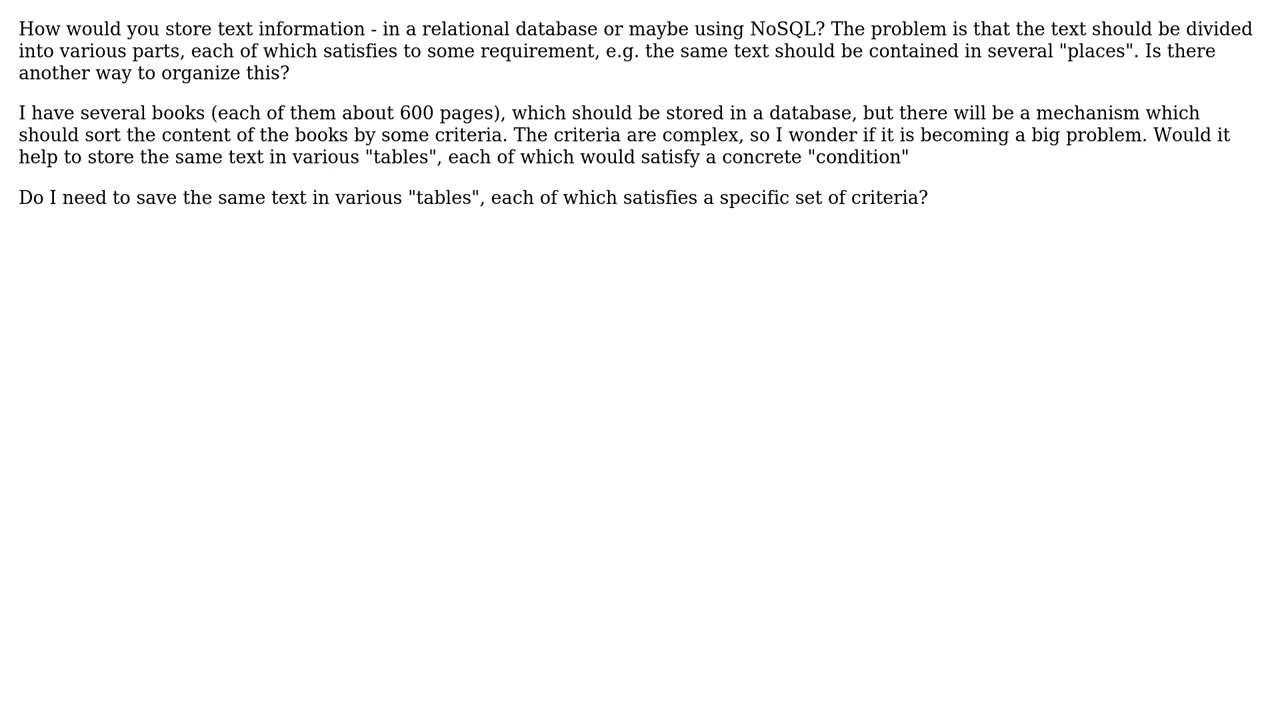 How would you store text information - in a relational database or maybe using NoSQL? The problem is that the text should be divided
into various parts, each of which satisfies to some requirement, e.g. the same text should be contained in several "places". Is there
another way to organize this?
I have several books (each of them about 600 pages), which should be stored in a database, but there will be a mechanism which
should sort the content of the books by some criteria. The criteria are complex, so I wonder if it is becoming a big problem. Would it
help to store the same text in various "tables", each of which would satisfy a concrete "condition"
Do I need to save the same text in various "tables", each of which satisfies a specific set of criteria?